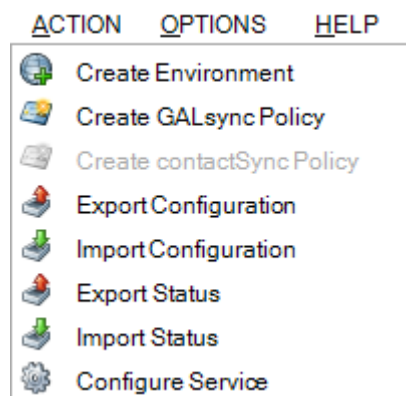 ACTION OPTIONS HELP
Create Environment
Create GALsync Policy
Create contactSync Policy
Export Configuration
Import Configuration
Export Status
Import Status
Configure Service